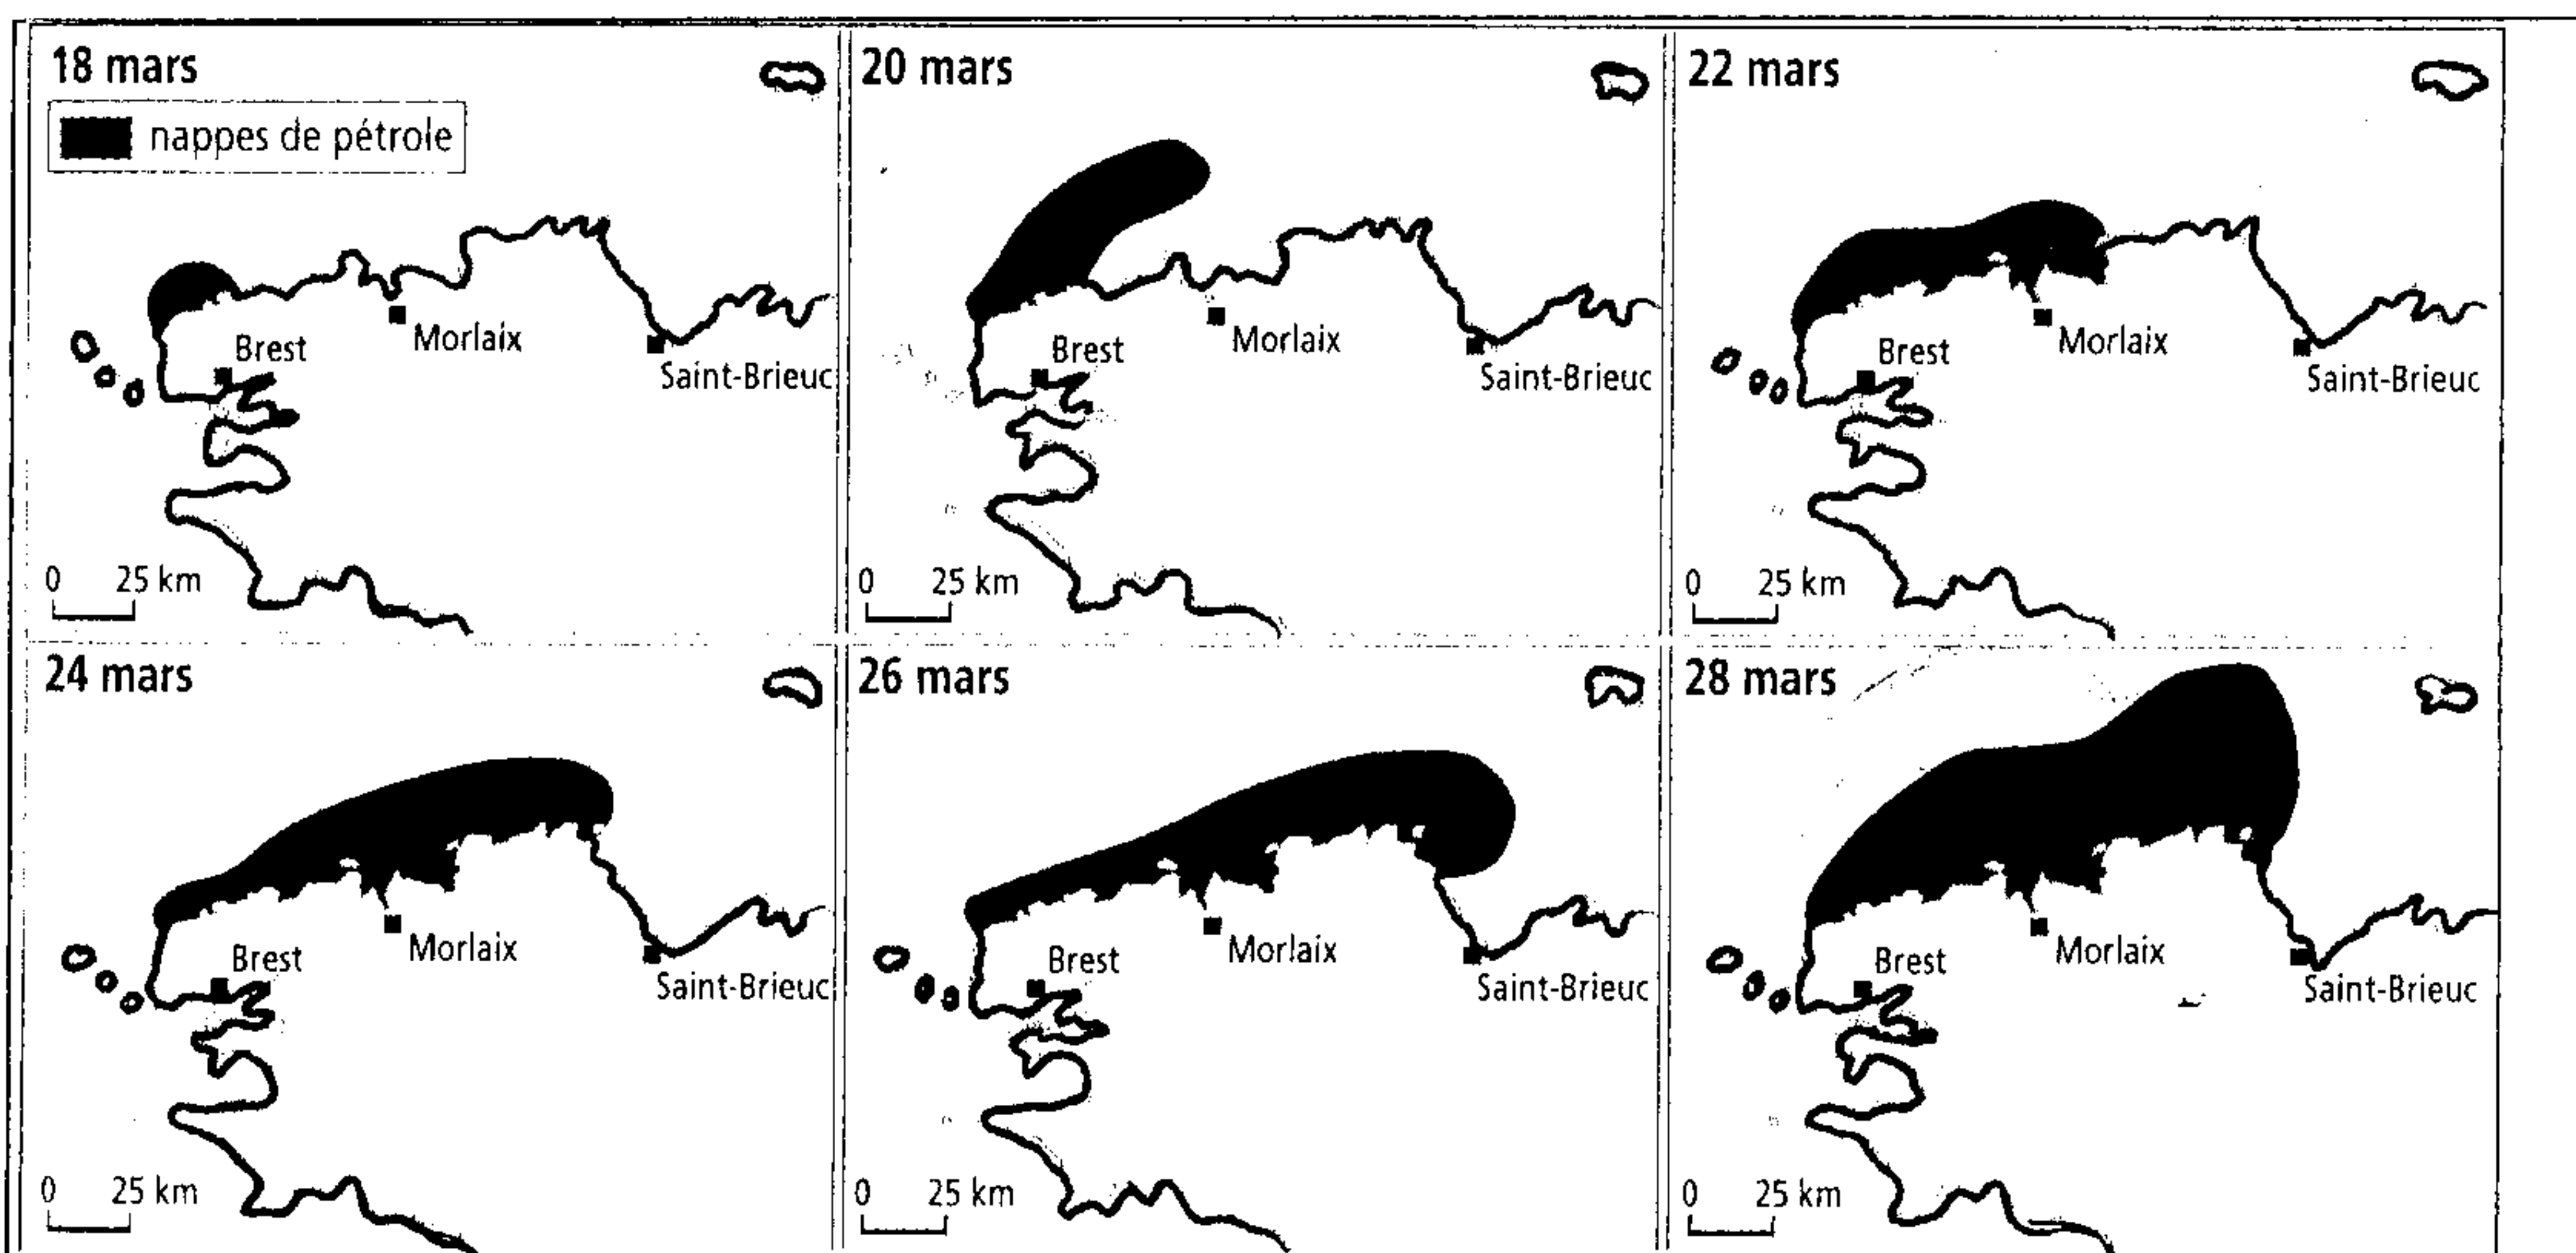 18 mars
nappes de pétrole
Brest
Morlaix
Saint-Brieuc
0 25 km
20 mars
Brest
Morlaix
Saint-Brieuc
0 25 km
22 mars
Brest
Morlaix
Saint-Brieuc
0 25 km
24 mars
Brest
Morlaix
Saint-Brieuc
0 25 km
26 mars
Brest
Morlaix
Saint-Brieuc
0 25 km
28 mars
Brest
Morlaix
Saint-Brieuc
0 25 km